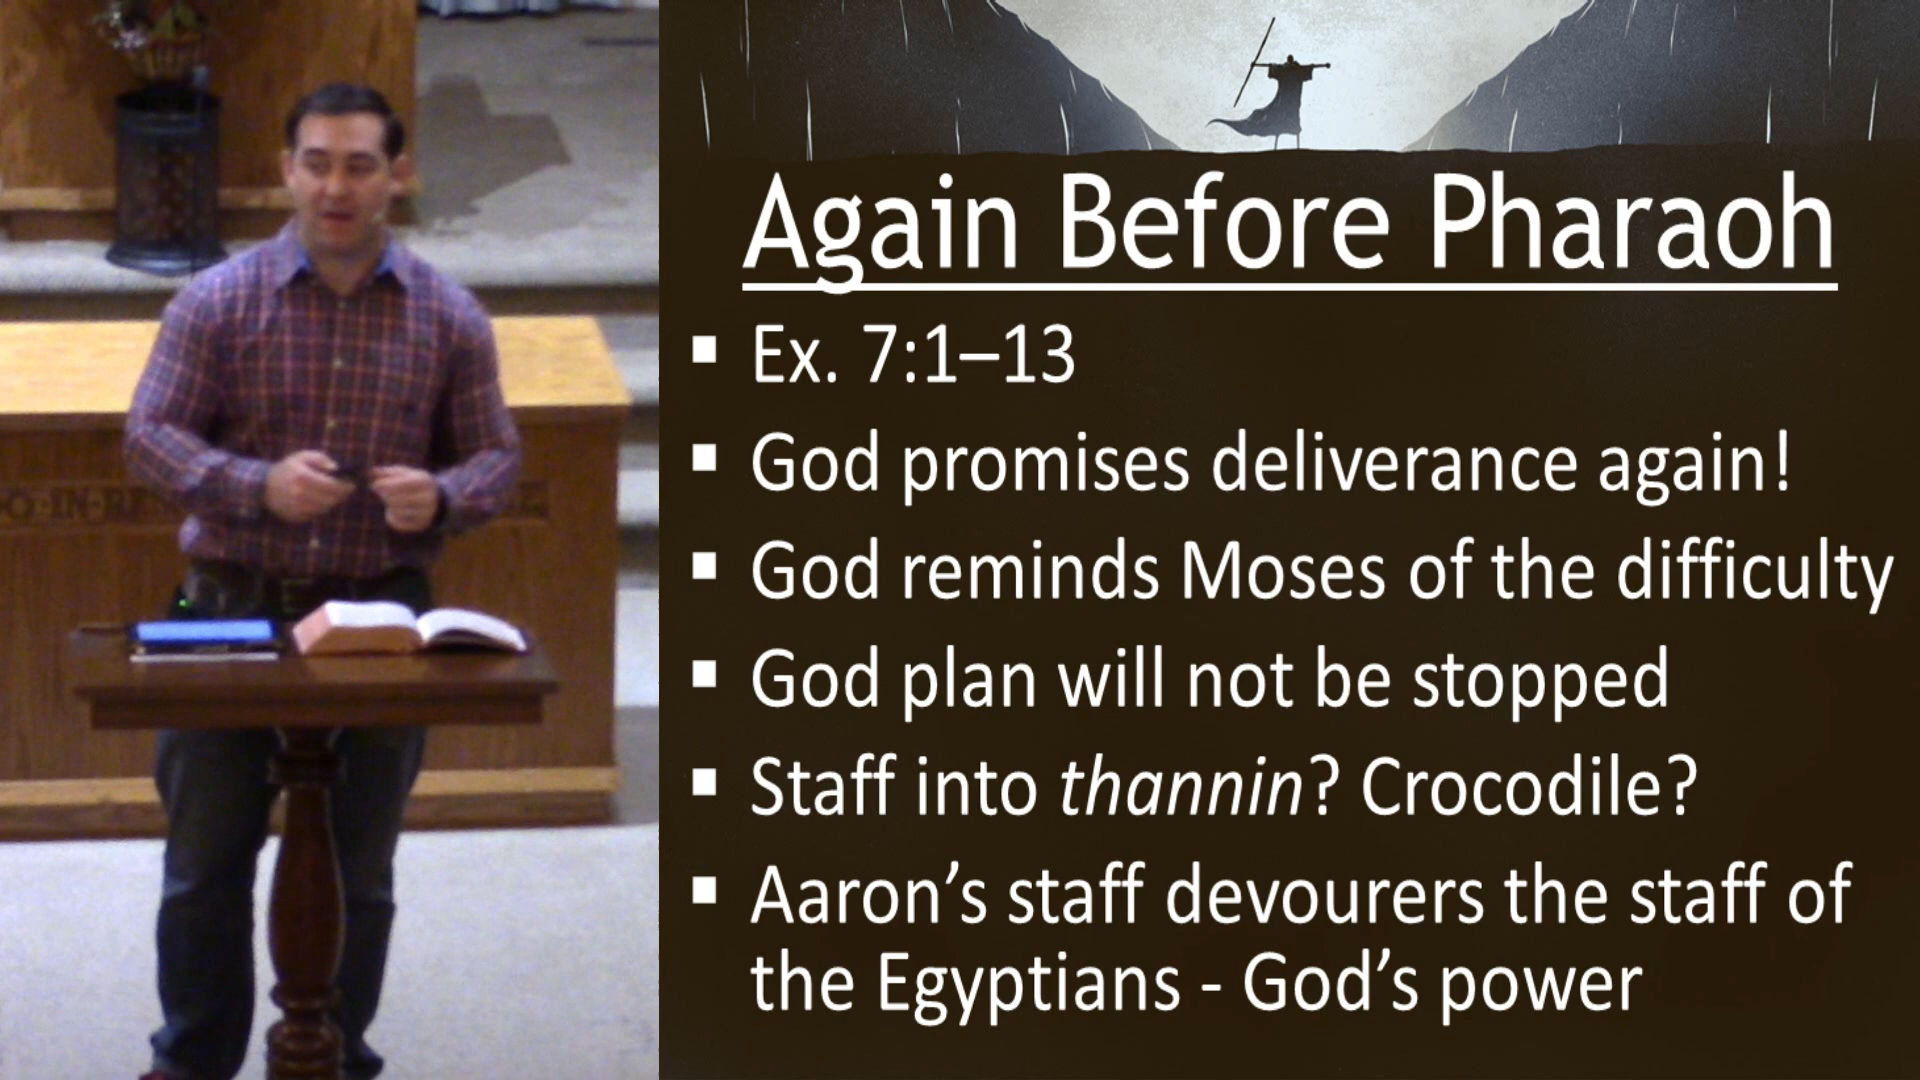 Again Before Pharaoh
▪ Ex. 7:1–13
▪ God promises deliverance again!
▪ God reminds Moses of the difficulty
▪ God plan will not be stopped
▪ Staff into thannin? Crocodile?
▪ Aaron’s staff devourers the staff of
the Egyptians - God’s power